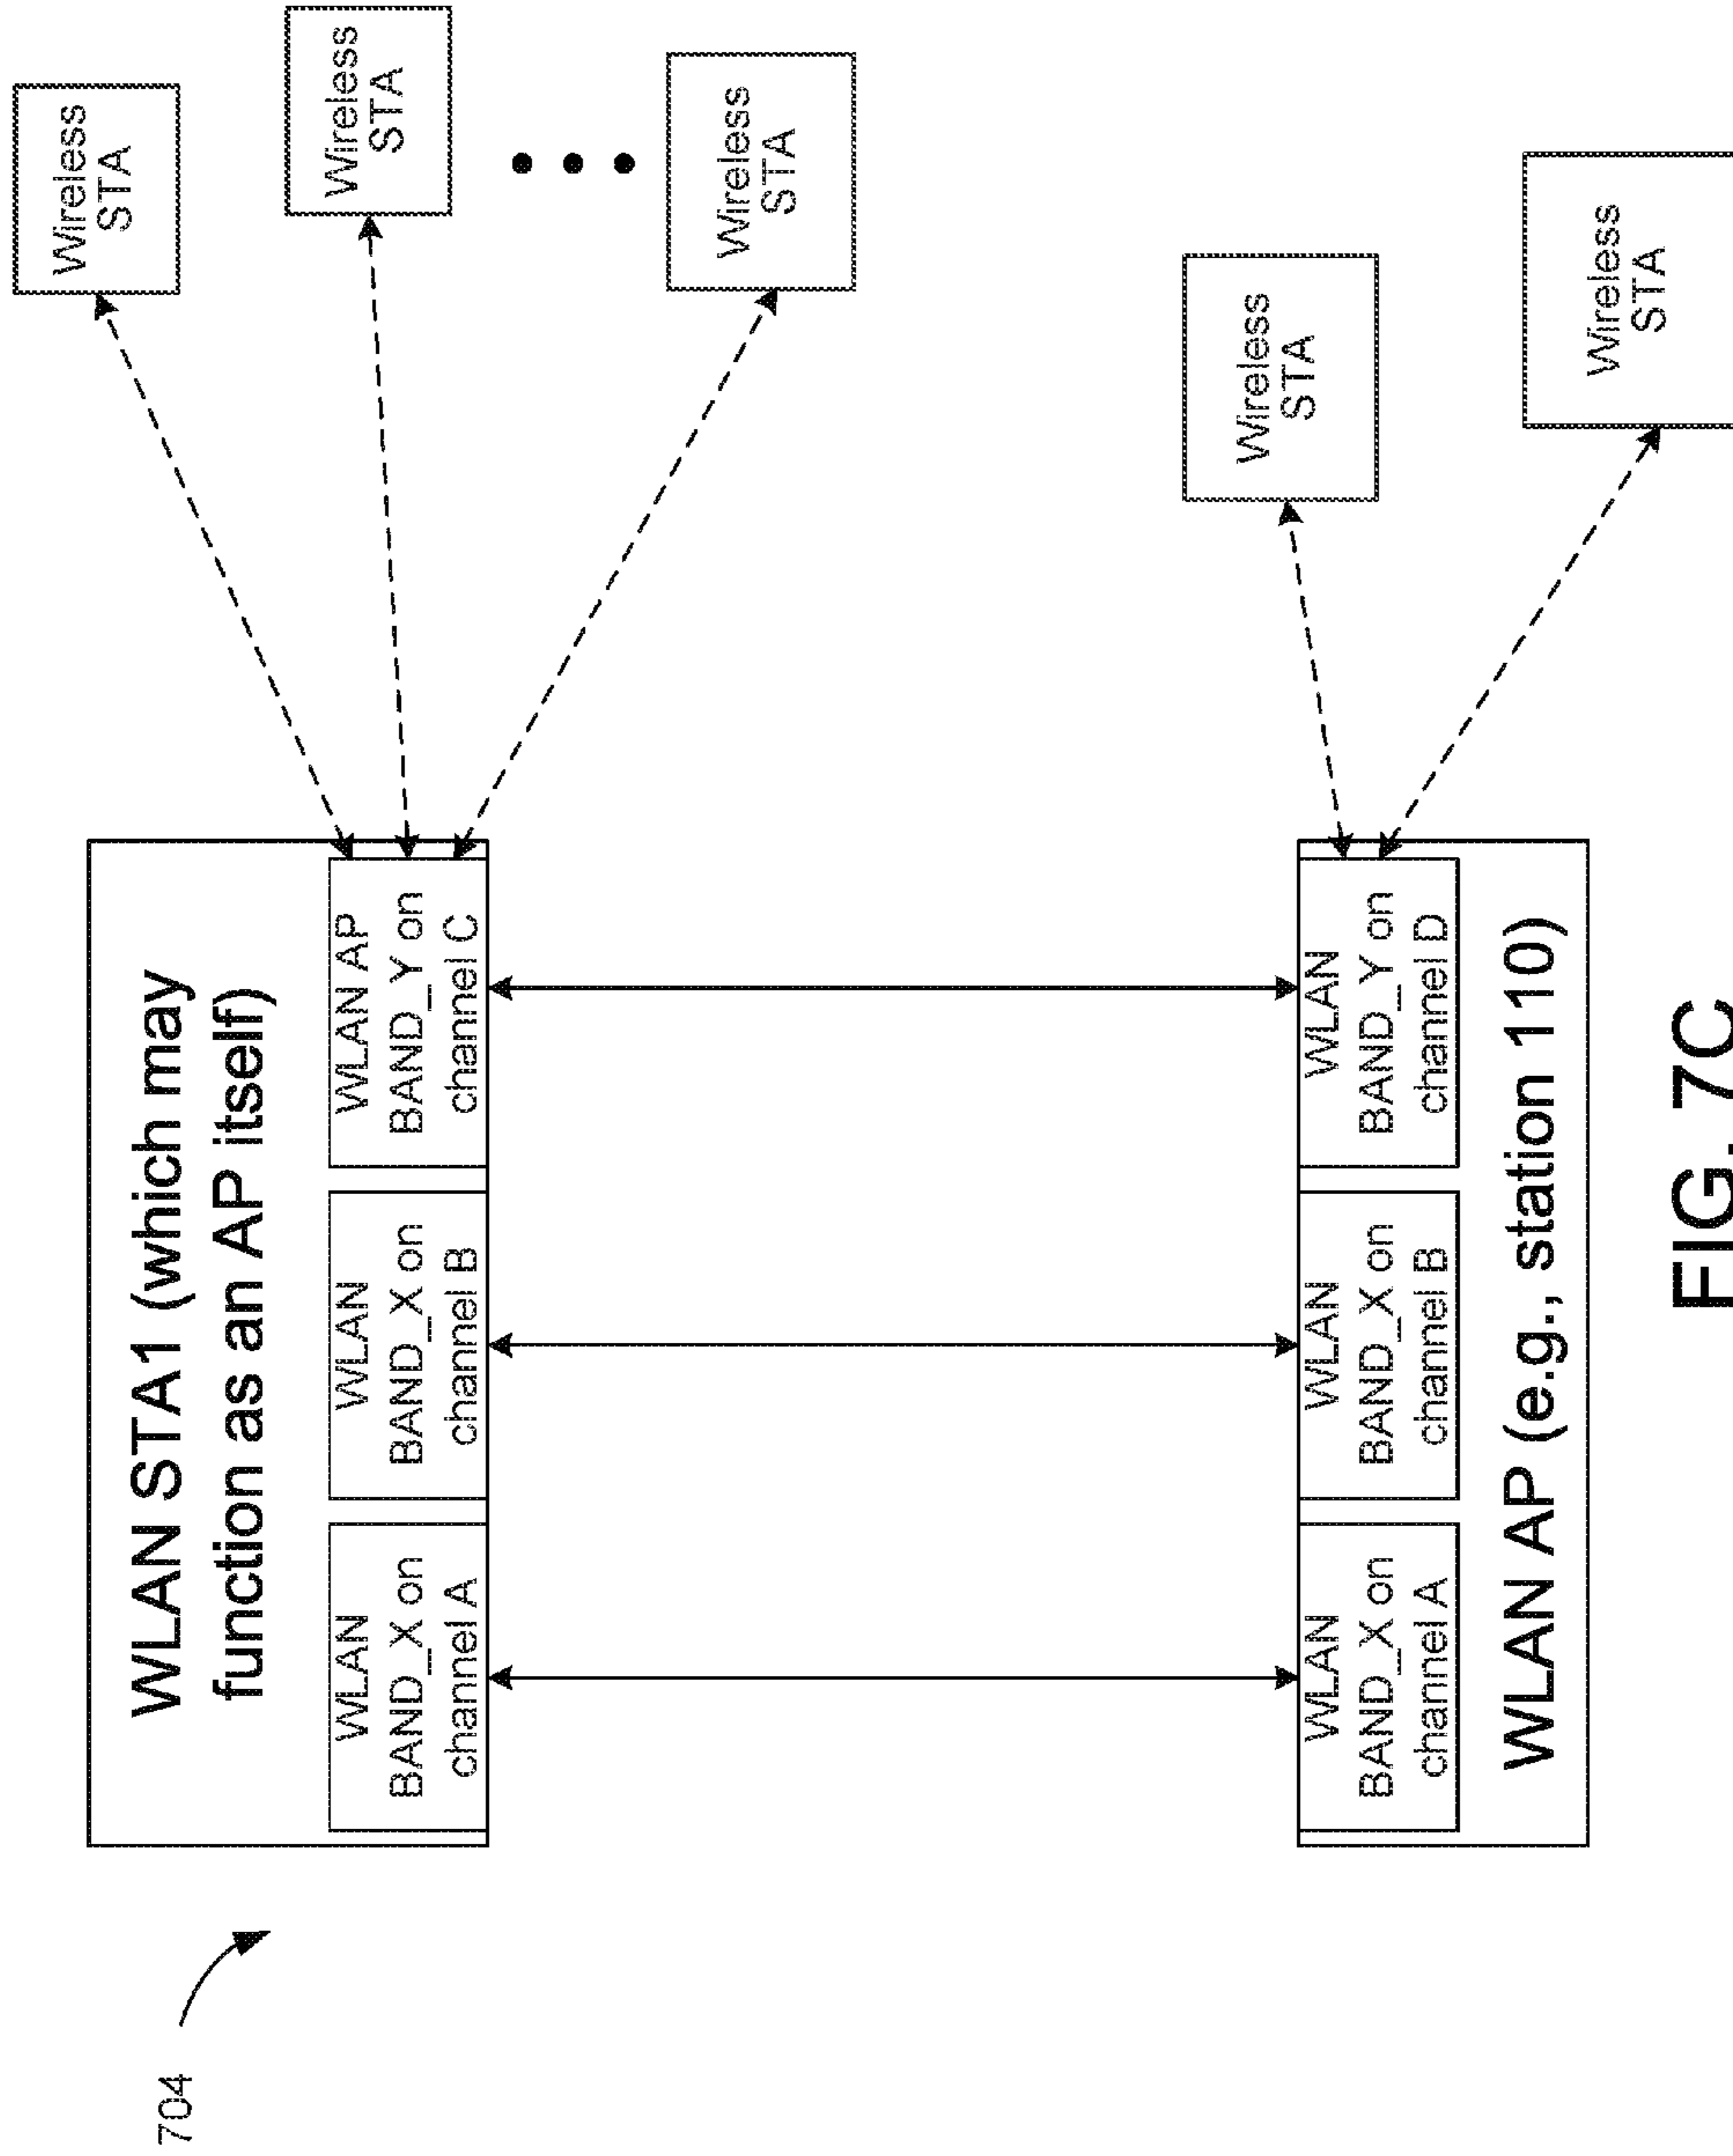 704
WLAN STA1 (which may
function as an AP itself)
WLAN
BAND_X on
channel A
WLAN
BAND_X on
channel B
WLAN AP
BAND_Y on
channel C
Wireless
STA
Wireless
STA
Wireless
STA
WLAN
BAND_X on
channel A
WLAN
BAND_X on
channel B
WLAN
BAND_Y on
channel D
WLAN AP (e.g., station 110)
Wireless
STA
Wireless
STA
FIG. 7C